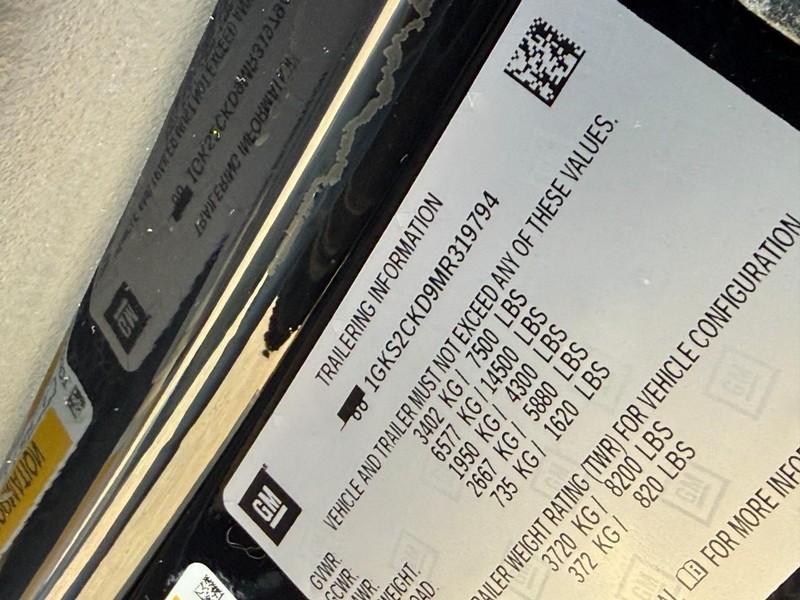 TRAILERING INFORMATION
1GKS2CKD9MR319794
VEHICLE AND TRAILER MUST NOT EXCEED ANY OF THESE VALUES.
GVWR: 3402 KG/ 7500 LBS
GCWR: 6577 KG/ 14500 LBS
1950 KG/ 4300 LBS
2667 KG/ 5880 LBS
735 KG/ 1620 LBS
GM
RAILER WEIGHT RATING (TWR) FOR VEHICLE CONFIGURATION
3720 KG/ 8200 LBS
372 KG/ 820 LBS
FOR MORE INFO